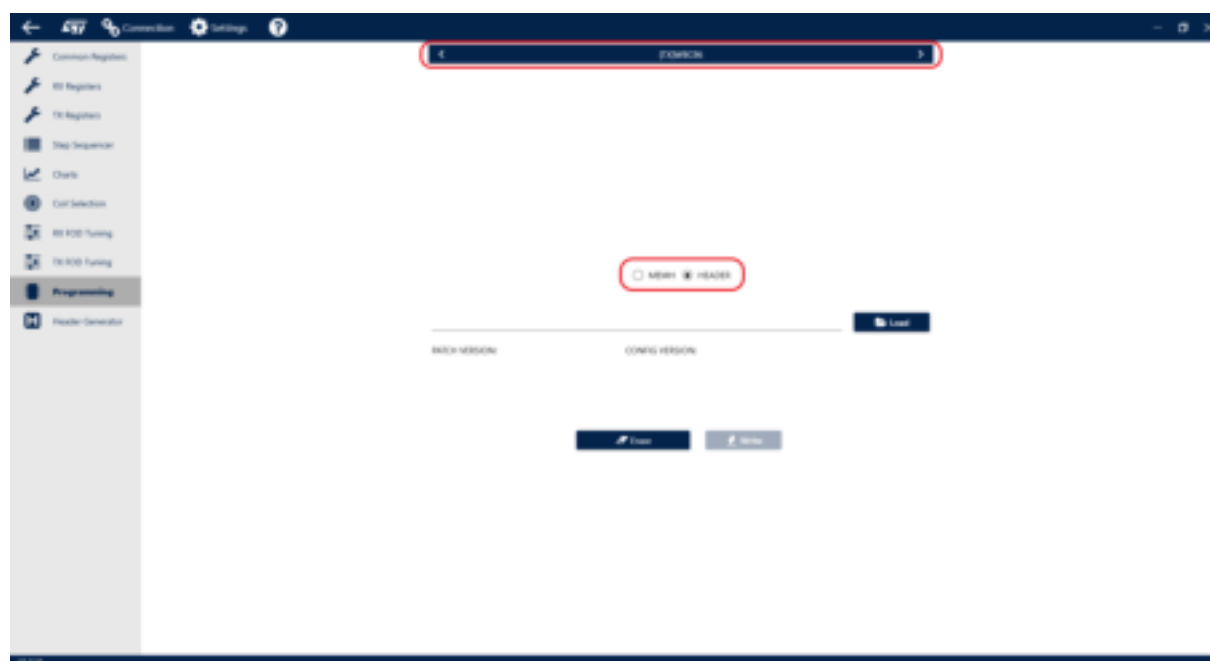 Connection Settings ?
Common Registers
RX Registers
TX Registers
Step Sequencer
Charts
Coil Selection
RX FOD Tuning
TX FOD Tuning
Programming
Header Generator
HEADER
Load
PATCH VERSION:
CONFIG VERSION:
Erase
Write